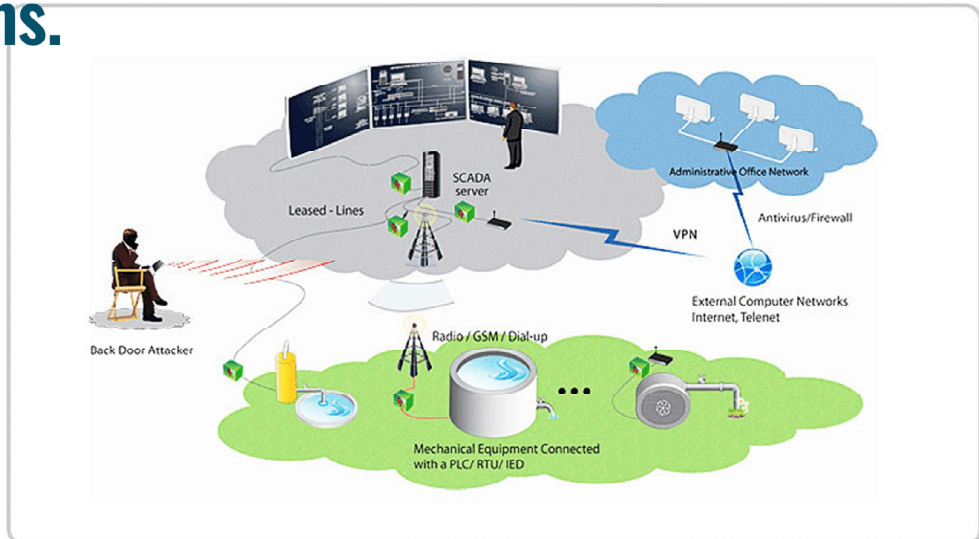 ns.
SCADA
server
Administrative Office Network
Leased - Lines
Antivirus/Firewall
VPN
External Computer Networks
Internet, Telenet
Back Door Attacker
Radio / GSM / Dial-up
Mechanical Equipment Connected
with a PLC/ RTU/ IED